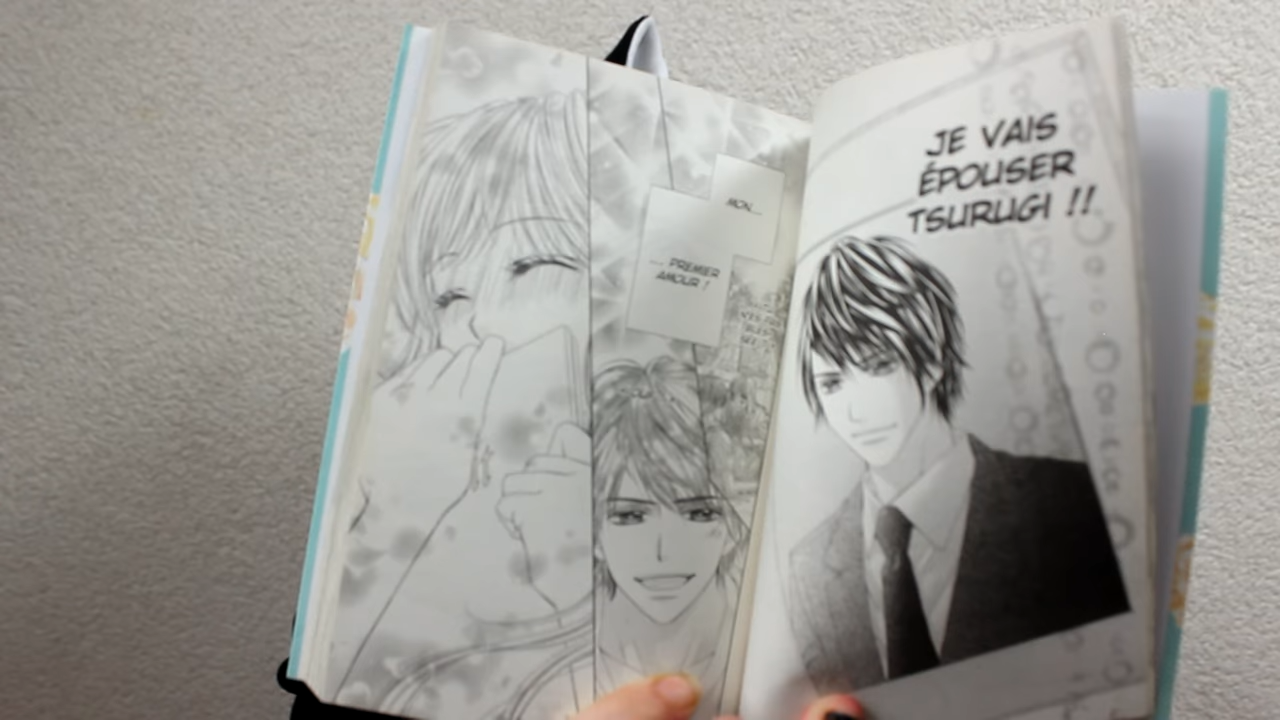 MON...
... PREMIER
AMOUR !
JE VAIS
ÉPOUSER
TSURUGI !!